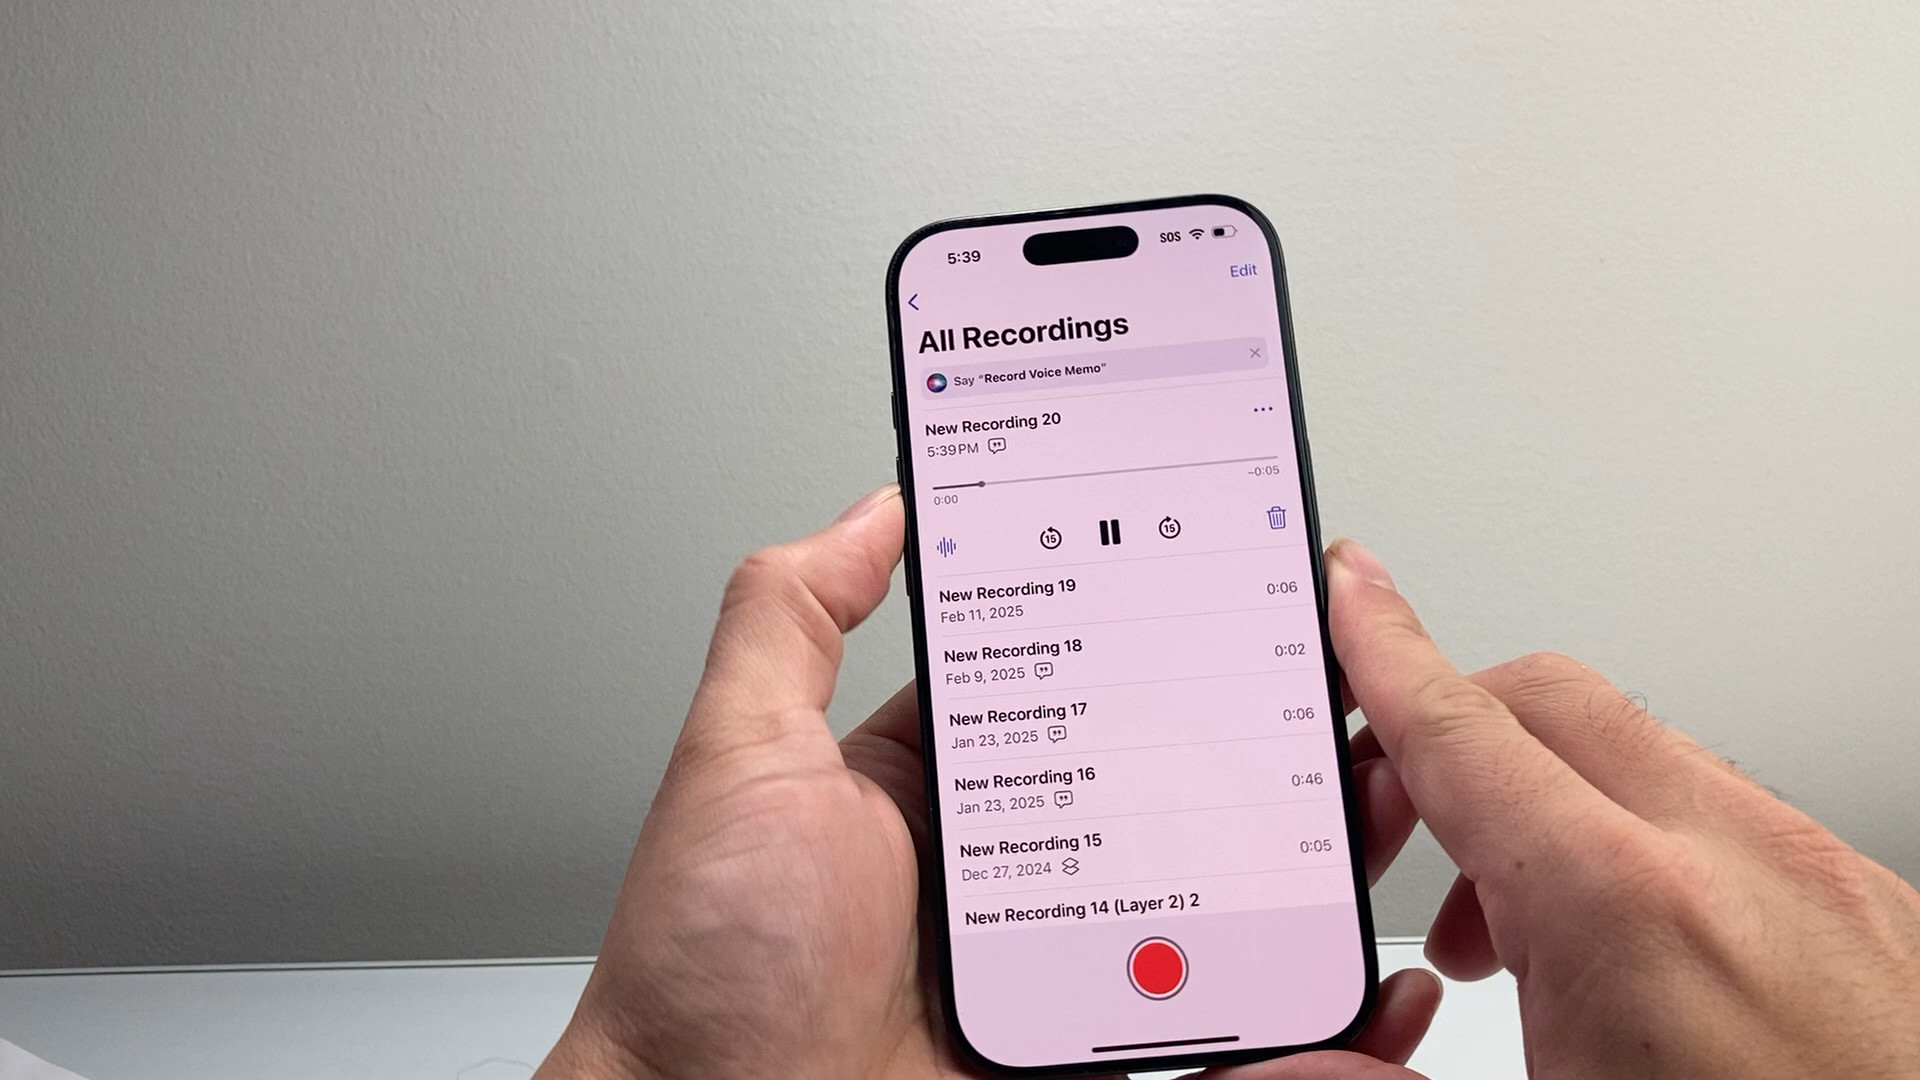 5:39 SOS
Edit
All Recordings
Say “Record Voice Memo”
New Recording 20
5:39 PM
0:00 −0:05
15 15
New Recording 19
Feb 11, 2025 0:06
New Recording 18
Feb 9, 2025 0:02
New Recording 17
Jan 23, 2025 0:06
New Recording 16
Jan 23, 2025 0:46
New Recording 15
Dec 27, 2024 0:05
New Recording 14 (Layer 2) 2